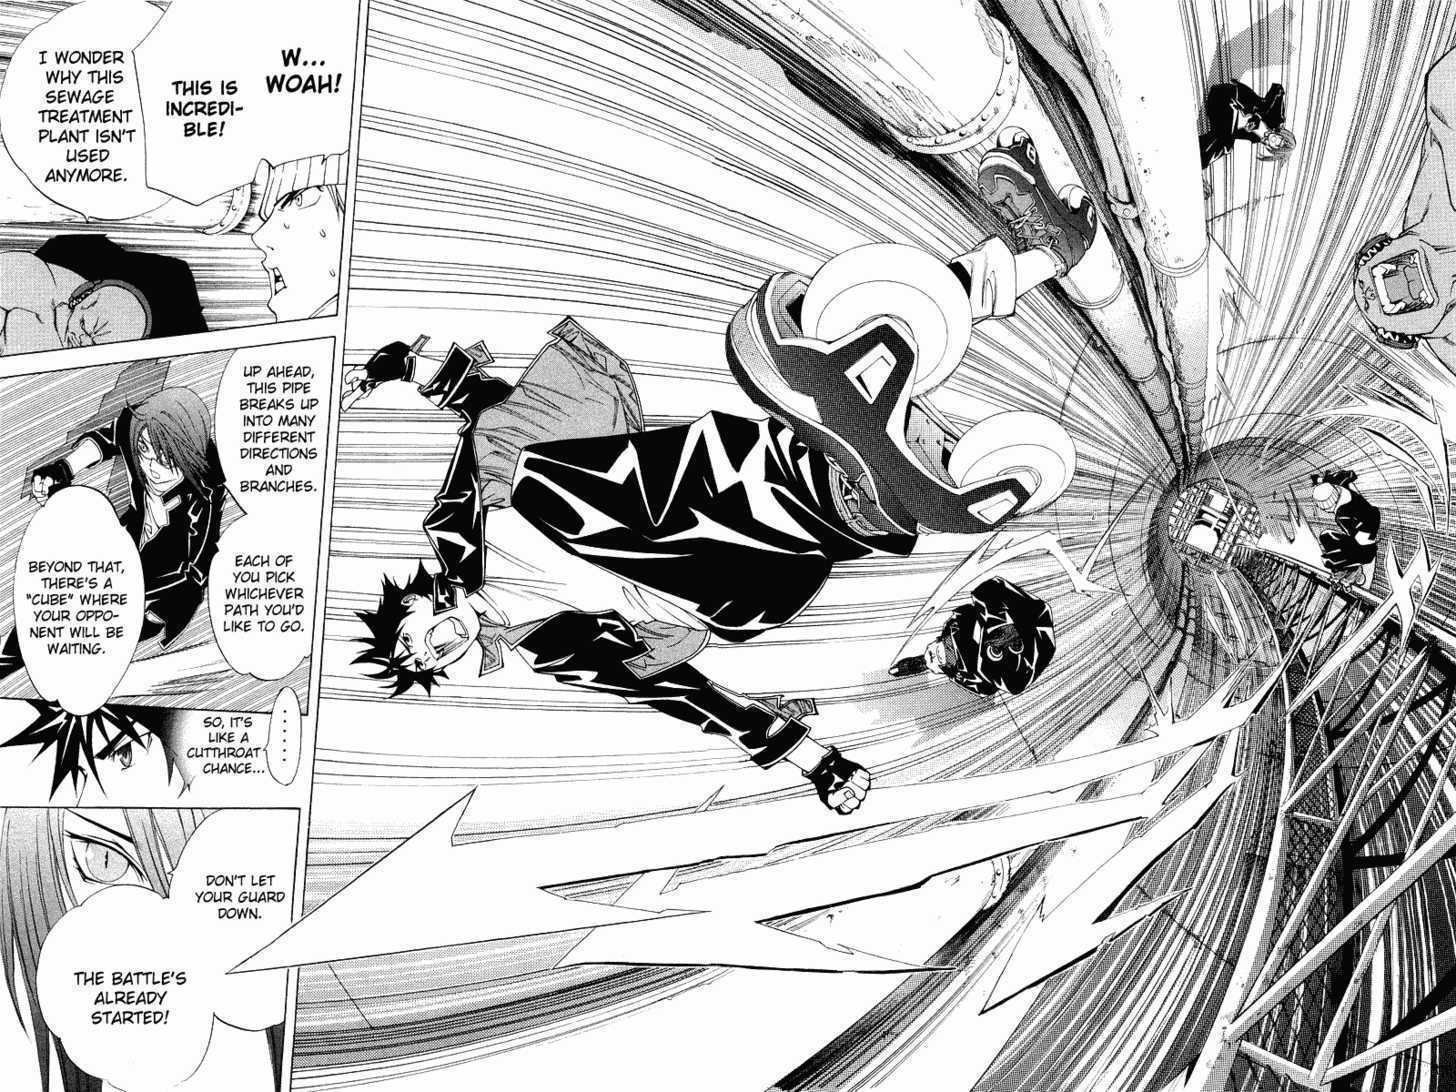 W...
WOAH!
THIS IS
INCREDI-
BLE!
I WONDER
WHY THIS
SEWAGE
TREATMENT
PLANT ISN'T
USED
ANYMORE.
UP AHEAD,
THIS PIPE
BREAKS UP
INTO MANY
DIFFERENT
DIRECTIONS
AND
BRANCHES.
EACH OF
YOU PICK
WHICHEVER
PATH YOU'D
LIKE TO GO.
BEYOND THAT,
THERE'S A
"CUBE" WHERE
YOUR OPPO-
NENT WILL BE
WAITING.
.....
SO, IT'S
LIKE A
CUTTHROAT
CHANCE...
DON'T LET
YOUR GUARD
DOWN.
THE BATTLE'S
ALREADY
STARTED!